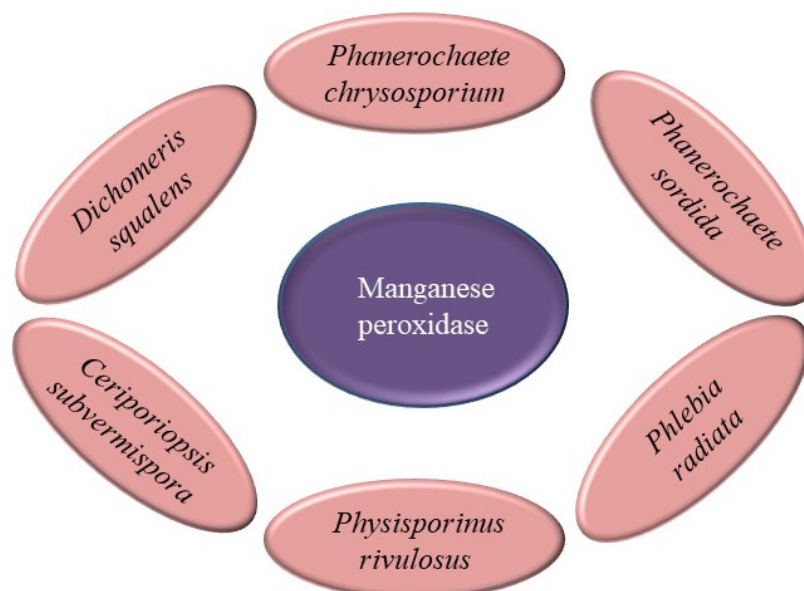 Phanerochaete
chrysosporium
Dichomeris
squalens
Phanerochaete
sordida
Manganese
peroxidase
Ceriporiopsis
subvermispora
Phlebia
radiata
Physisporinus
rivulosus